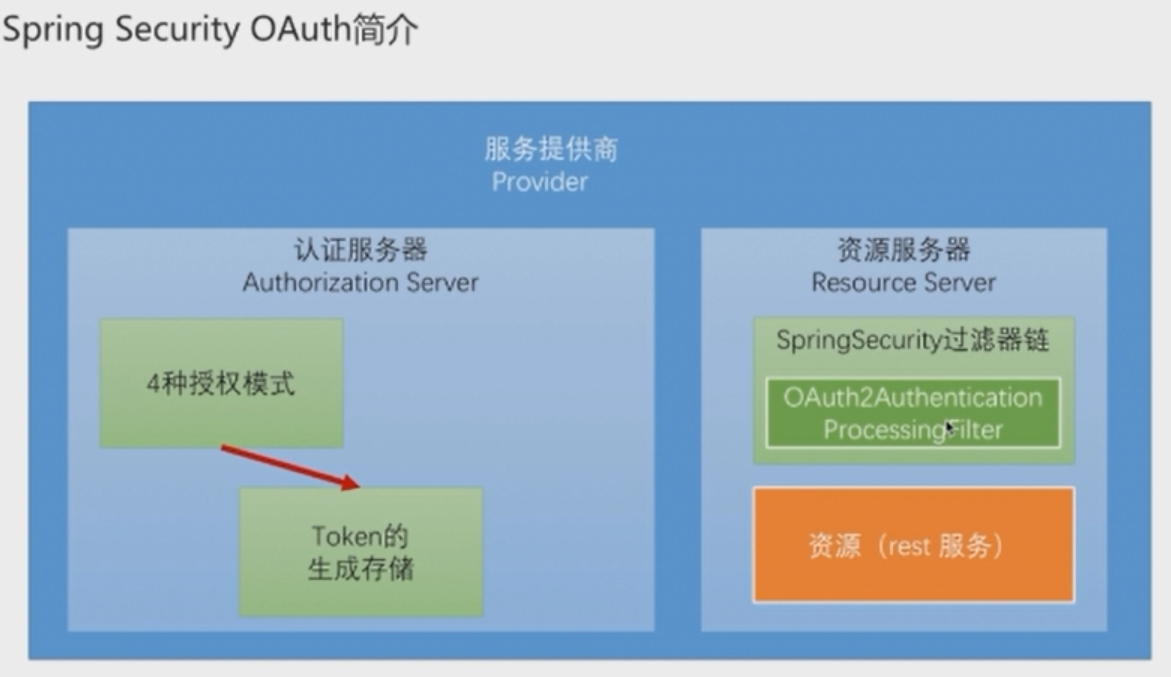 Spring Security OAuth简介
服务提供商
Provider
认证服务器
Authorization Server
4种授权模式
Token的
生成存储
资源服务器
Resource Server
SpringSecurity过滤器链
OAuth2Authentication
ProcessingFilter
资源（rest 服务）